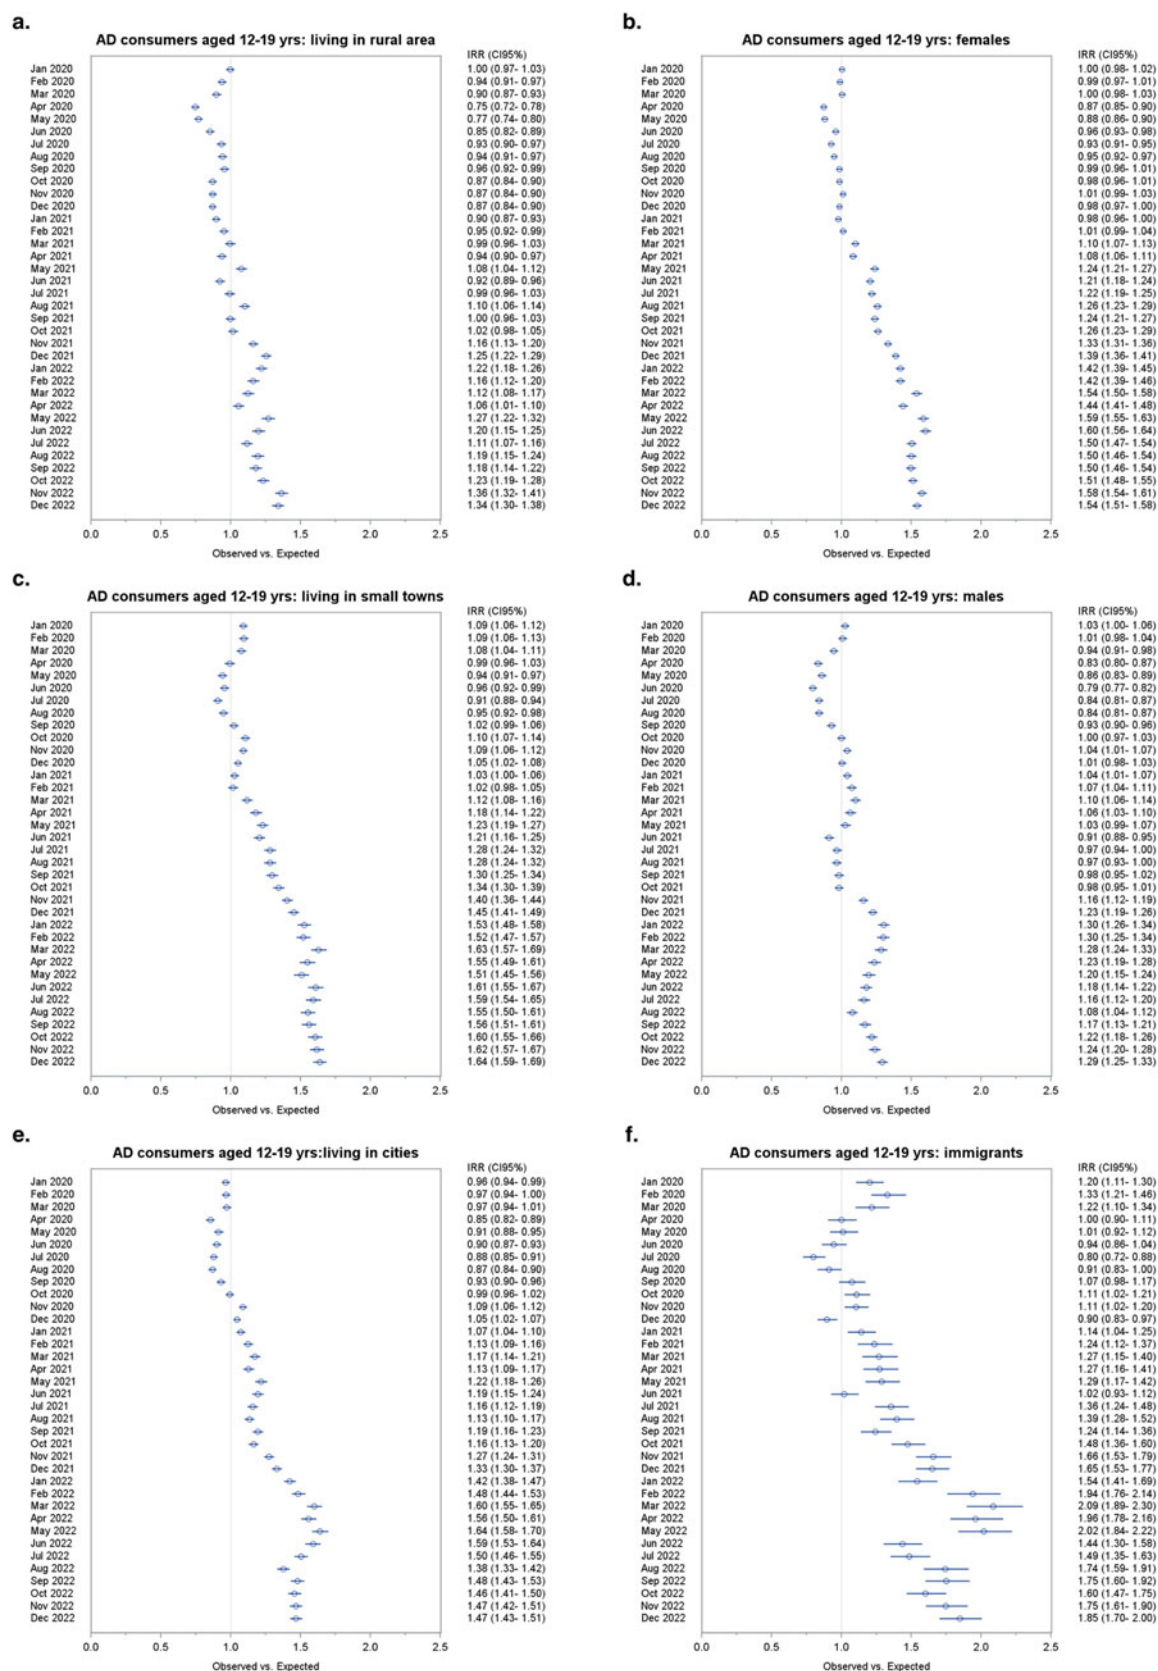 a.
AD consumers aged 12-19 yrs: living in rural area
IRR (CI95%)
Jan 2020 1.00 (0.97- 1.03)
Feb 2020 0.94 (0.91- 0.97)
Mar 2020 0.90 (0.87- 0.93)
Apr 2020 0.75 (0.72- 0.78)
May 2020 0.77 (0.74- 0.80)
Jun 2020 0.85 (0.82- 0.89)
Jul 2020 0.93 (0.90- 0.97)
Aug 2020 0.94 (0.91- 0.97)
Sep 2020 0.96 (0.92- 0.99)
Oct 2020 0.87 (0.84- 0.90)
Nov 2020 0.87 (0.84- 0.90)
Dec 2020 0.87 (0.84- 0.90)
Jan 2021 0.90 (0.87- 0.93)
Feb 2021 0.95 (0.92- 0.99)
Mar 2021 0.99 (0.96- 1.03)
Apr 2021 0.94 (0.90- 0.97)
May 2021 1.08 (1.04- 1.12)
Jun 2021 0.92 (0.89- 0.96)
Jul 2021 0.99 (0.96- 1.03)
Aug 2021 1.10 (1.06- 1.14)
Sep 2021 1.00 (0.96- 1.03)
Oct 2021 1.02 (0.98- 1.05)
Nov 2021 1.16 (1.13- 1.20)
Dec 2021 1.25 (1.22- 1.29)
Jan 2022 1.22 (1.18- 1.26)
Feb 2022 1.16 (1.12- 1.20)
Mar 2022 1.12 (1.08- 1.17)
Apr 2022 1.06 (1.01- 1.10)
May 2022 1.27 (1.22- 1.32)
Jun 2022 1.20 (1.15- 1.25)
Jul 2022 1.11 (1.07- 1.16)
Aug 2022 1.19 (1.15- 1.24)
Sep 2022 1.18 (1.14- 1.22)
Oct 2022 1.23 (1.19- 1.28)
Nov 2022 1.36 (1.32- 1.41)
Dec 2022 1.34 (1.30- 1.38)
0.0 0.5 1.0 1.5 2.0 2.5
Observed vs. Expected
b.
AD consumers aged 12-19 yrs: females
IRR (CI95%)
Jan 2020 1.00 (0.98- 1.02)
Feb 2020 0.99 (0.97- 1.01)
Mar 2020 1.00 (0.98- 1.03)
Apr 2020 0.87 (0.85- 0.90)
May 2020 0.88 (0.86- 0.90)
Jun 2020 0.96 (0.93- 0.98)
Jul 2020 0.93 (0.91- 0.95)
Aug 2020 0.95 (0.92- 0.97)
Sep 2020 0.99 (0.96- 1.01)
Oct 2020 0.98 (0.96- 1.01)
Nov 2020 1.01 (0.99- 1.03)
Dec 2020 0.98 (0.97- 1.00)
Jan 2021 0.98 (0.96- 1.00)
Feb 2021 1.01 (0.99- 1.04)
Mar 2021 1.10 (1.07- 1.13)
Apr 2021 1.08 (1.06- 1.11)
May 2021 1.24 (1.21- 1.27)
Jun 2021 1.21 (1.18- 1.24)
Jul 2021 1.22 (1.19- 1.25)
Aug 2021 1.26 (1.23- 1.29)
Sep 2021 1.24 (1.21- 1.27)
Oct 2021 1.26 (1.23- 1.29)
Nov 2021 1.33 (1.31- 1.36)
Dec 2021 1.39 (1.36- 1.41)
Jan 2022 1.42 (1.39- 1.45)
Feb 2022 1.42 (1.39- 1.46)
Mar 2022 1.54 (1.50- 1.58)
Apr 2022 1.44 (1.41- 1.48)
May 2022 1.59 (1.55- 1.63)
Jun 2022 1.60 (1.56- 1.64)
Jul 2022 1.50 (1.47- 1.54)
Aug 2022 1.50 (1.46- 1.54)
Sep 2022 1.50 (1.46- 1.54)
Oct 2022 1.51 (1.48- 1.55)
Nov 2022 1.58 (1.54- 1.61)
Dec 2022 1.54 (1.51- 1.58)
0.0 0.5 1.0 1.5 2.0 2.5
Observed vs. Expected
c.
AD consumers aged 12-19 yrs: living in small towns
IRR (CI95%)
Jan 2020 1.09 (1.06- 1.12)
Feb 2020 1.09 (1.06- 1.13)
Mar 2020 1.08 (1.04- 1.11)
Apr 2020 0.99 (0.96- 1.03)
May 2020 0.94 (0.91- 0.97)
Jun 2020 0.96 (0.92- 0.99)
Jul 2020 0.91 (0.88- 0.94)
Aug 2020 0.95 (0.92- 0.98)
Sep 2020 1.02 (0.99- 1.06)
Oct 2020 1.10 (1.07- 1.14)
Nov 2020 1.09 (1.06- 1.12)
Dec 2020 1.05 (1.02- 1.08)
Jan 2021 1.03 (1.00- 1.06)
Feb 2021 1.02 (0.98- 1.05)
Mar 2021 1.12 (1.08- 1.16)
Apr 2021 1.18 (1.14- 1.22)
May 2021 1.23 (1.19- 1.27)
Jun 2021 1.21 (1.16- 1.25)
Jul 2021 1.28 (1.24- 1.32)
Aug 2021 1.28 (1.24- 1.32)
Sep 2021 1.30 (1.25- 1.34)
Oct 2021 1.34 (1.30- 1.39)
Nov 2021 1.40 (1.36- 1.44)
Dec 2021 1.45 (1.41- 1.49)
Jan 2022 1.53 (1.48- 1.58)
Feb 2022 1.52 (1.47- 1.57)
Mar 2022 1.63 (1.57- 1.69)
Apr 2022 1.55 (1.49- 1.61)
May 2022 1.51 (1.45- 1.56)
Jun 2022 1.61 (1.55- 1.67)
Jul 2022 1.59 (1.54- 1.65)
Aug 2022 1.55 (1.50- 1.61)
Sep 2022 1.56 (1.51- 1.61)
Oct 2022 1.60 (1.55- 1.66)
Nov 2022 1.62 (1.57- 1.67)
Dec 2022 1.64 (1.59- 1.69)
0.0 0.5 1.0 1.5 2.0 2.5
Observed vs. Expected
d.
AD consumers aged 12-19 yrs: males
IRR (CI95%)
Jan 2020 1.03 (1.00- 1.06)
Feb 2020 1.01 (0.98- 1.04)
Mar 2020 0.94 (0.91- 0.98)
Apr 2020 0.83 (0.80- 0.87)
May 2020 0.86 (0.83- 0.89)
Jun 2020 0.79 (0.77- 0.82)
Jul 2020 0.84 (0.81- 0.87)
Aug 2020 0.84 (0.81- 0.87)
Sep 2020 0.93 (0.90- 0.96)
Oct 2020 1.00 (0.97- 1.03)
Nov 2020 1.04 (1.01- 1.07)
Dec 2020 1.01 (0.98- 1.03)
Jan 2021 1.04 (1.01- 1.07)
Feb 2021 1.07 (1.04- 1.11)
Mar 2021 1.10 (1.06- 1.14)
Apr 2021 1.06 (1.03- 1.10)
May 2021 1.03 (0.99- 1.07)
Jun 2021 0.91 (0.88- 0.95)
Jul 2021 0.97 (0.94- 1.00)
Aug 2021 0.97 (0.93- 1.00)
Sep 2021 0.98 (0.95- 1.02)
Oct 2021 0.98 (0.95- 1.01)
Nov 2021 1.16 (1.12- 1.19)
Dec 2021 1.23 (1.19- 1.26)
Jan 2022 1.30 (1.26- 1.34)
Feb 2022 1.30 (1.25- 1.34)
Mar 2022 1.28 (1.24- 1.33)
Apr 2022 1.23 (1.19- 1.28)
May 2022 1.20 (1.15- 1.24)
Jun 2022 1.18 (1.14- 1.22)
Jul 2022 1.16 (1.12- 1.20)
Aug 2022 1.08 (1.04- 1.12)
Sep 2022 1.17 (1.13- 1.21)
Oct 2022 1.22 (1.18- 1.26)
Nov 2022 1.24 (1.20- 1.28)
Dec 2022 1.29 (1.25- 1.33)
0.0 0.5 1.0 1.5 2.0 2.5
Observed vs. Expected
e.
AD consumers aged 12-19 yrs:living in cities
IRR (CI95%)
Jan 2020 0.96 (0.94- 0.99)
Feb 2020 0.97 (0.94- 1.00)
Mar 2020 0.97 (0.94- 1.01)
Apr 2020 0.85 (0.82- 0.89)
May 2020 0.91 (0.88- 0.95)
Jun 2020 0.90 (0.87- 0.93)
Jul 2020 0.88 (0.85- 0.91)
Aug 2020 0.87 (0.84- 0.90)
Sep 2020 0.93 (0.90- 0.96)
Oct 2020 0.99 (0.96- 1.02)
Nov 2020 1.09 (1.06- 1.12)
Dec 2020 1.05 (1.02- 1.07)
Jan 2021 1.07 (1.04- 1.10)
Feb 2021 1.13 (1.09- 1.16)
Mar 2021 1.17 (1.14- 1.21)
Apr 2021 1.13 (1.09- 1.17)
May 2021 1.22 (1.18- 1.26)
Jun 2021 1.19 (1.15- 1.24)
Jul 2021 1.16 (1.12- 1.19)
Aug 2021 1.13 (1.10- 1.17)
Sep 2021 1.19 (1.16- 1.23)
Oct 2021 1.16 (1.13- 1.20)
Nov 2021 1.27 (1.24- 1.31)
Dec 2021 1.33 (1.30- 1.37)
Jan 2022 1.42 (1.38- 1.47)
Feb 2022 1.48 (1.44- 1.53)
Mar 2022 1.60 (1.55- 1.65)
Apr 2022 1.56 (1.50- 1.61)
May 2022 1.64 (1.58- 1.70)
Jun 2022 1.59 (1.53- 1.64)
Jul 2022 1.50 (1.46- 1.55)
Aug 2022 1.38 (1.33- 1.42)
Sep 2022 1.48 (1.43- 1.53)
Oct 2022 1.46 (1.41- 1.50)
Nov 2022 1.47 (1.42- 1.51)
Dec 2022 1.47 (1.43- 1.51)
0.0 0.5 1.0 1.5 2.0 2.5
Observed vs. Expected
f.
AD consumers aged 12-19 yrs: immigrants
IRR (CI95%)
Jan 2020 1.20 (1.11- 1.30)
Feb 2020 1.33 (1.21- 1.46)
Mar 2020 1.22 (1.10- 1.34)
Apr 2020 1.00 (0.90- 1.11)
May 2020 1.01 (0.92- 1.12)
Jun 2020 0.94 (0.86- 1.04)
Jul 2020 0.80 (0.72- 0.88)
Aug 2020 0.91 (0.83- 1.00)
Sep 2020 1.07 (0.98- 1.17)
Oct 2020 1.11 (1.02- 1.21)
Nov 2020 1.11 (1.02- 1.20)
Dec 2020 0.90 (0.83- 0.97)
Jan 2021 1.14 (1.04- 1.25)
Feb 2021 1.24 (1.12- 1.37)
Mar 2021 1.27 (1.15- 1.40)
Apr 2021 1.27 (1.16- 1.41)
May 2021 1.29 (1.17- 1.42)
Jun 2021 1.02 (0.93- 1.12)
Jul 2021 1.36 (1.24- 1.48)
Aug 2021 1.39 (1.28- 1.52)
Sep 2021 1.24 (1.14- 1.36)
Oct 2021 1.48 (1.36- 1.60)
Nov 2021 1.66 (1.53- 1.79)
Dec 2021 1.65 (1.53- 1.77)
Jan 2022 1.54 (1.41- 1.69)
Feb 2022 1.94 (1.76- 2.14)
Mar 2022 2.09 (1.89- 2.30)
Apr 2022 1.96 (1.78- 2.16)
May 2022 2.02 (1.84- 2.22)
Jun 2022 1.44 (1.30- 1.58)
Jul 2022 1.49 (1.35- 1.63)
Aug 2022 1.74 (1.59- 1.91)
Sep 2022 1.75 (1.60- 1.92)
Oct 2022 1.60 (1.47- 1.75)
Nov 2022 1.75 (1.61- 1.90)
Dec 2022 1.85 (1.70- 2.00)
0.0 0.5 1.0 1.5 2.0 2.5
Observed vs. Expected